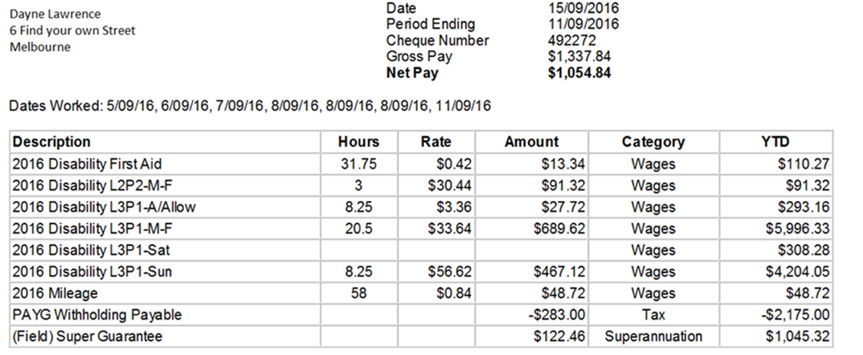 Dayne Lawrence
6 Find your own Street
Melbourne
Date 15/09/2016
Period Ending 11/09/2016
Cheque Number 492272
Gross Pay $1,337.84
Net Pay $1,054.84
Dates Worked: 5/09/16, 6/09/16, 7/09/16, 8/09/16, 8/09/16, 8/09/16, 11/09/16
Description Hours Rate Amount Category YTD
2016 Disability First Aid 31.75 $0.42 $13.34 Wages $110.27
2016 Disability L2P2-M-F 3 $30.44 $91.32 Wages $91.32
2016 Disability L3P1-A/Allow 8.25 $3.36 $27.72 Wages $293.16
2016 Disability L3P1-M-F 20.5 $33.64 $689.62 Wages $5,996.33
2016 Disability L3P1-Sat Wages $308.28
2016 Disability L3P1-Sun 8.25 $56.62 $467.12 Wages $4,204.05
2016 Mileage 58 $0.84 $48.72 Wages $48.72
PAYG Withholding Payable -$283.00 Tax -$2,175.00
(Field) Super Guarantee $122.46 Superannuation $1,045.32